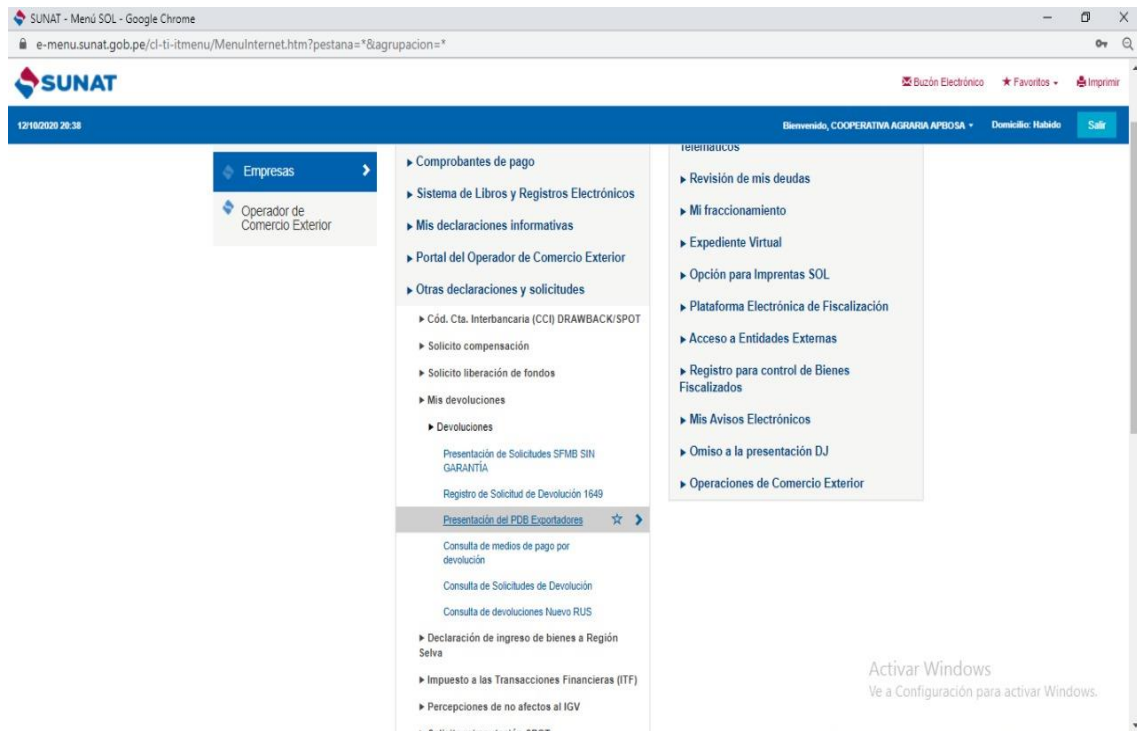 SUNAT - Menú SOL - Google Chrome
e-menu.sunat.gob.pe/cl-ti-itmenu/MenuInternet.htm?pestana=*&agrupacion=*
SUNAT
Buzón Electrónico
Favoritos
Imprimir
12/10/2020 20:38
Bienvenido, COOPERATIVA AGRARIA APBOSA
Domicilio: Habido
Salir
Empresas
Operador de
Comercio Exterior
Comprobantes de pago
Sistema de Libros y Registros Electrónicos
Mis declaraciones informativas
Portal del Operador de Comercio Exterior
Otras declaraciones y solicitudes
Cód. Cta. Interbancaria (CCI) DRAWBACK/SPOT
Solicito compensación
Solicito liberación de fondos
Mis devoluciones
Devoluciones
Presentación de Solicitudes SFMB SIN
GARANTÍA
Registro de Solicitud de Devolución 1649
Presentación del PDB Exportadores
Consulta de medios de pago por
devolución
Consulta de Solicitudes de Devolución
Consulta de devoluciones Nuevo RUS
Declaración de ingreso de bienes a Región
Selva
Impuesto a las Transacciones Financieras (ITF)
Percepciones de no afectos al IGV
Telemáticos
Revisión de mis deudas
Mi fraccionamiento
Expediente Virtual
Opción para Imprentas SOL
Plataforma Electrónica de Fiscalización
Acceso a Entidades Externas
Registro para control de Bienes
Fiscalizados
Mis Avisos Electrónicos
Omiso a la presentación DJ
Operaciones de Comercio Exterior
Activar Windows
Ve a Configuración para activar Windows.